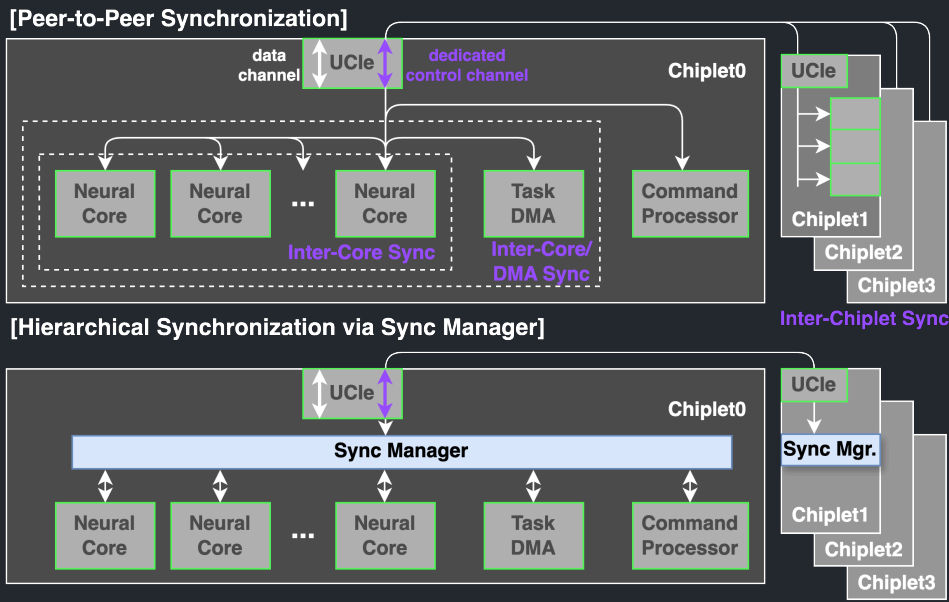 [Peer-to-Peer Synchronization]
data
channel
UCIe
dedicated
control channel
Chiplet0
UCIe
Neural
Core
Neural
Core
...
Neural
Core
Task
DMA
Command
Processor
Inter-Core Sync
Inter-Core/
DMA Sync
Chiplet1
Chiplet2
Chiplet3
Inter-Chiplet Sync
[Hierarchical Synchronization via Sync Manager]
UCIe
Chiplet0
UCIe
Sync Manager
Sync Mgr.
Neural
Core
Neural
Core
...
Neural
Core
Task
DMA
Command
Processor
Chiplet1
Chiplet2
Chiplet3